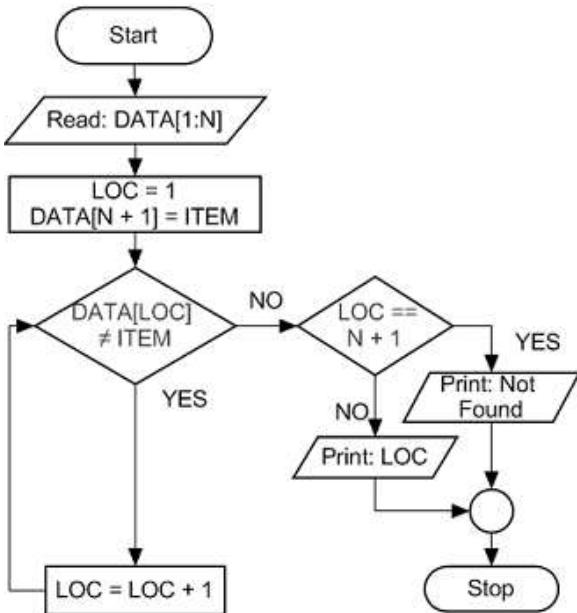 Start
Read: DATA[1:N]
LOC = 1
DATA[N + 1] = ITEM
DATA[LOC]
≠ ITEM
NO
LOC ==
N + 1
YES
YES
Print: Not
Found
NO
Print: LOC
LOC = LOC + 1
Stop